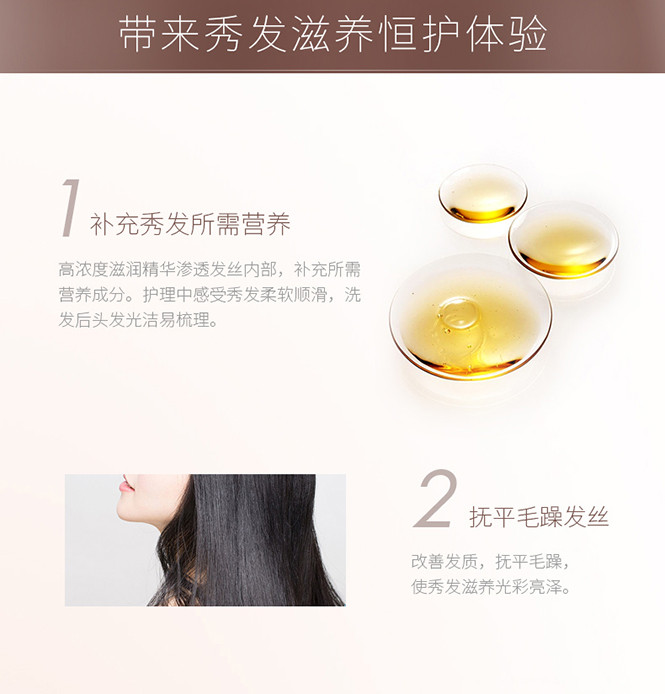 带来秀发滋养恒护体验
1 补充秀发所需营养
高浓度滋润精华渗透发丝内部，补充所需
营养成分。护理中感受秀发柔软顺滑，洗
发后头发光洁易梳理。
2 抚平毛躁发丝
改善发质，抚平毛躁，
使秀发滋养光彩亮泽。